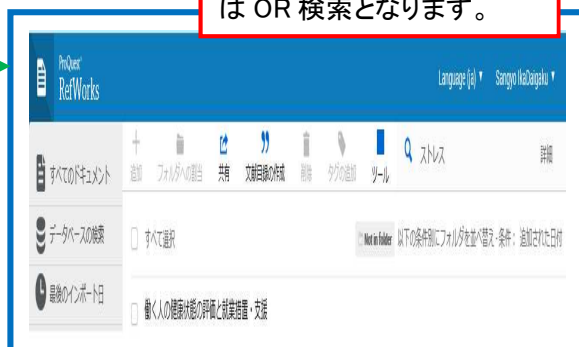 は OR 検索となります。
ProQuest®
RefWorks
Language (ja) ▼ Sangyo IkaDaigaku ▼
追加 フォルダへの割当 共有 文献目録の作成 削除 タグの追加 ツール ストレス 詳細
すべてのドキュメント
データベースの検索
すべて選択 Not in folder 以下の条件別にフォルダを並べ替え - 条件： 追加された日付
最後のインポート日
働く人の健康状態の評価と就業措置・支援